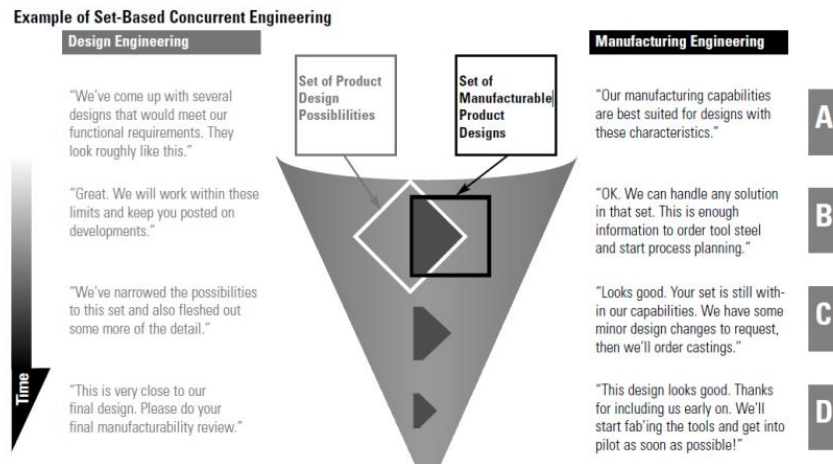 Example of Set-Based Concurrent Engineering
Design Engineering
Manufacturing Engineering
Set of Product
Design
Possiblilities
Set of
Manufacturable
Product
Designs
"We've come up with several
designs that would meet our
functional requirements. They
look roughly like this."
"Our manufacturing capabilities
are best suited for designs with
these characteristics."
A
"Great. We will work within these
limits and keep you posted on
developments."
"OK. We can handle any solution
in that set. This is enough
information to order tool steel
and start process planning."
B
"We've narrowed the possibilities
to this set and also fleshed out
some more of the detail."
"Looks good. Your set is still with-
in our capabilities. We have some
minor design changes to request,
then we'll order castings."
C
Time
"This is very close to our
final design. Please do your
final manufacturability review."
"This design looks good. Thanks
for including us early on. We'll
start fab'ing the tools and get into
pilot as soon as possible!"
D